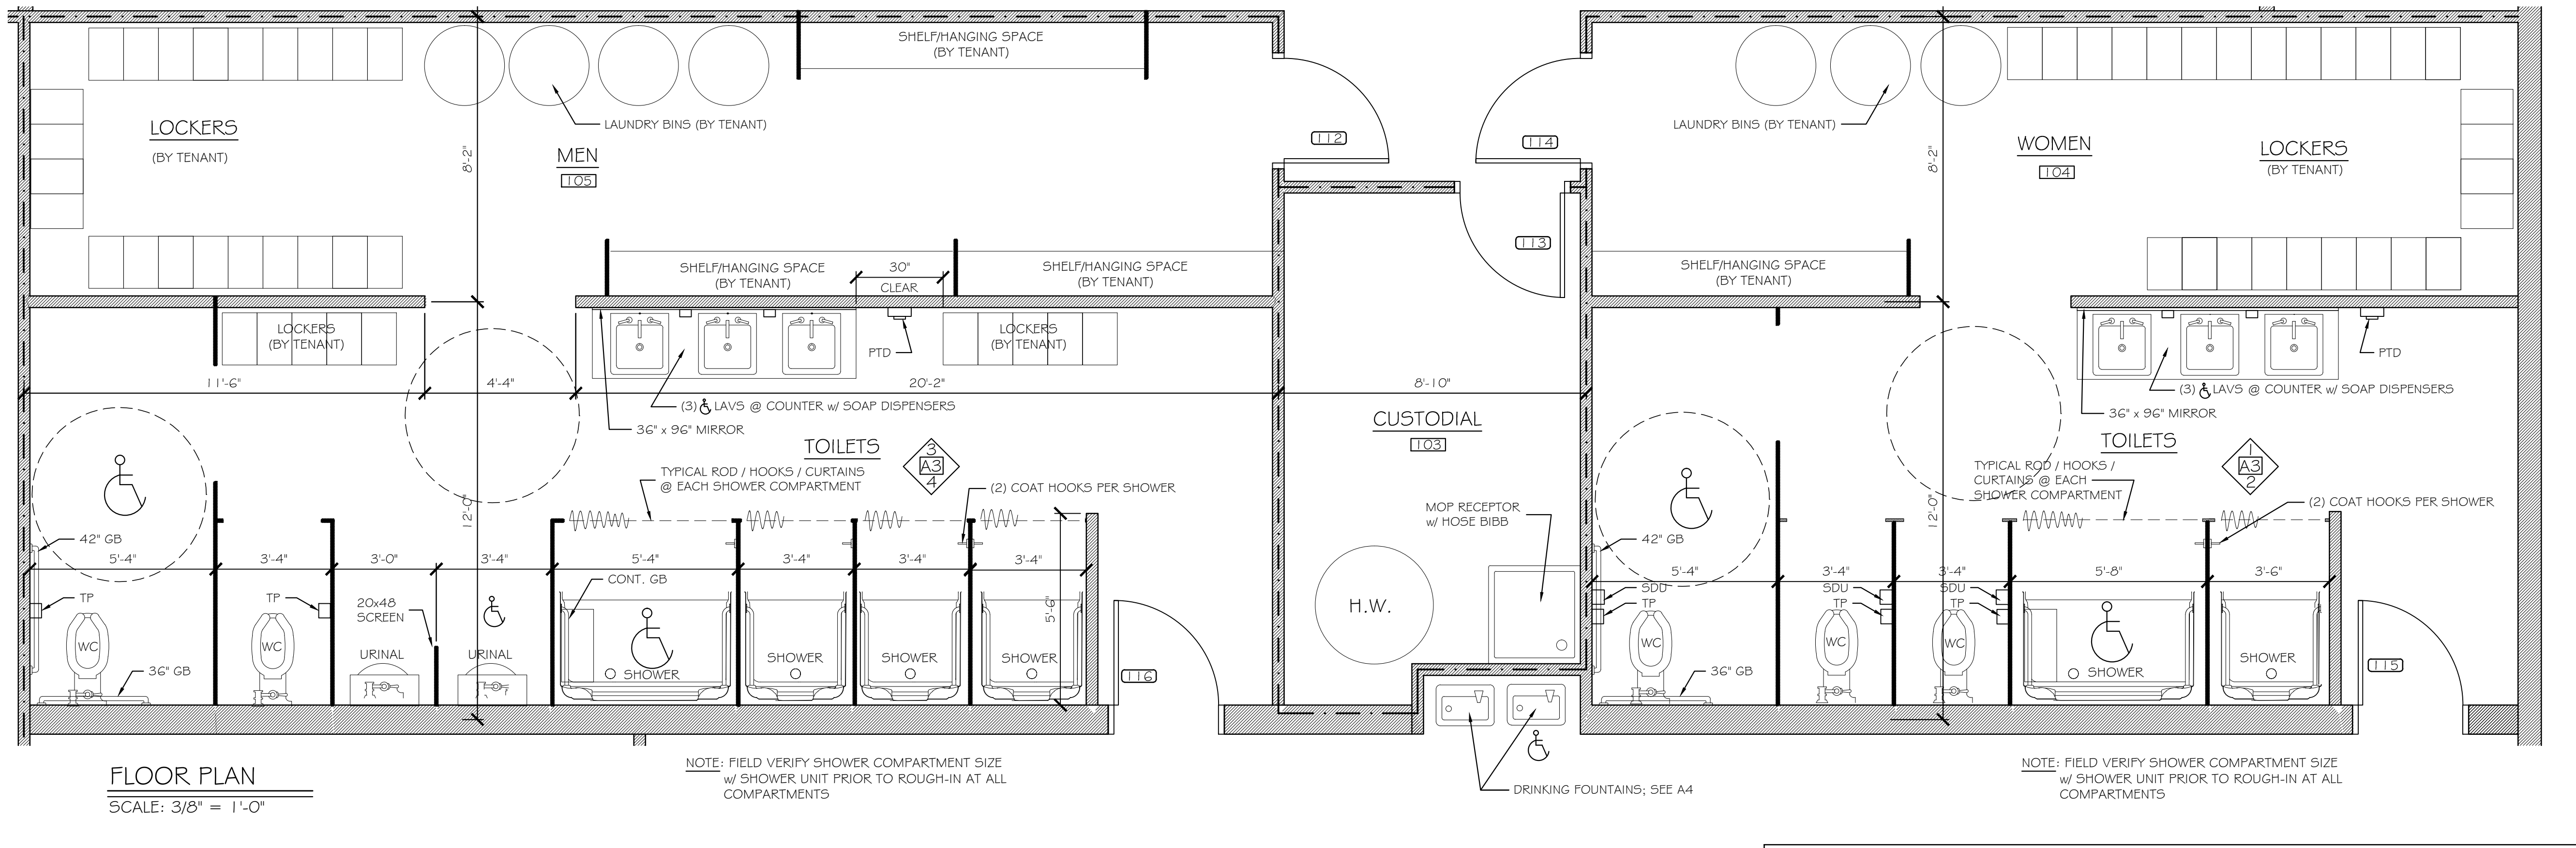 SHELF/HANGING SPACE
(BY TENANT)
LOCKERS
(BY TENANT)
LAUNDRY BINS (BY TENANT)
MEN
105
8'-2"
SHELF/HANGING SPACE
(BY TENANT)
30"
CLEAR
SHELF/HANGING SPACE
(BY TENANT)
112
114
113
LAUNDRY BINS (BY TENANT)
WOMEN
104
8'-2"
LOCKERS
(BY TENANT)
SHELF/HANGING SPACE
(BY TENANT)
LOCKERS
(BY TENANT)
PTD
LOCKERS
(BY TENANT)
11'-6"
4'-4"
20'-2"
8'-10"
(3) LAVS @ COUNTER w/ SOAP DISPENSERS
36" x 96" MIRROR
TOILETS
3
A3
4
TYPICAL ROD / HOOKS / CURTAINS
@ EACH SHOWER COMPARTMENT
(2) COAT HOOKS PER SHOWER
12'-0"
42" GB
5'-4"
3'-4"
3'-0"
3'-4"
5'-4"
3'-4"
3'-4"
3'-4"
5'-6"
CONT. GB
TP
TP
20x48
SCREEN
WC
WC
URINAL
URINAL
36" GB
SHOWER
SHOWER
SHOWER
SHOWER
116
CUSTODIAL
103
MOP RECEPTOR
w/ HOSE BIBB
H.W.
PTD
(3) LAVS @ COUNTER w/ SOAP DISPENSERS
36" x 96" MIRROR
TOILETS
1
A3
2
TYPICAL ROD / HOOKS /
CURTAINS @ EACH
SHOWER COMPARTMENT
(2) COAT HOOKS PER SHOWER
12'-0"
42" GB
5'-4"
3'-4"
3'-4"
5'-8"
3'-6"
SDU
TP
SDU
TP
SDU
TP
WC
WC
WC
36" GB
SHOWER
SHOWER
115
FLOOR PLAN
SCALE: 3/8" = 1'-0"
NOTE: FIELD VERIFY SHOWER COMPARTMENT SIZE
w/ SHOWER UNIT PRIOR TO ROUGH-IN AT ALL
COMPARTMENTS
DRINKING FOUNTAINS; SEE A4
NOTE: FIELD VERIFY SHOWER COMPARTMENT SIZE
w/ SHOWER UNIT PRIOR TO ROUGH-IN AT ALL
COMPARTMENTS